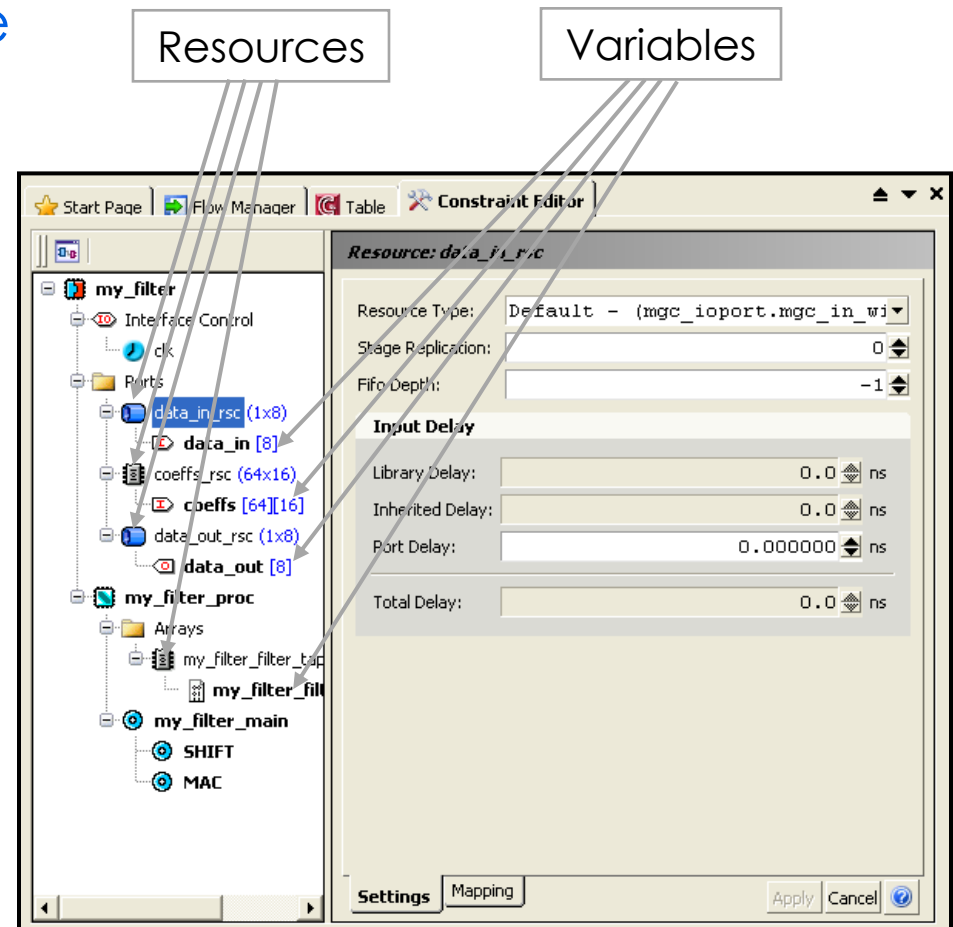 e
Resources
Variables
Start Page
Flow Manager
Table
Constraint Editor
my_filter
Interface Control
clk
Ports
data_in_rsc (1x8)
data_in [8]
coeffs_rsc (64x16)
coeffs [64][16]
data_out_rsc (1x8)
data_out [8]
my_filter_proc
Arrays
my_filter_filter_tap
my_filter_filt
my_filter_main
SHIFT
MAC
Resource: data_in_rsc
Resource Type: Default - (mgc_ioport.mgc_in_wi
Stage Replication: 0
Fifo Depth: -1
Input Delay
Library Delay: 0.0 ns
Inherited Delay: 0.0 ns
Port Delay: 0.000000 ns
Total Delay: 0.0 ns
Settings
Mapping
Apply
Cancel